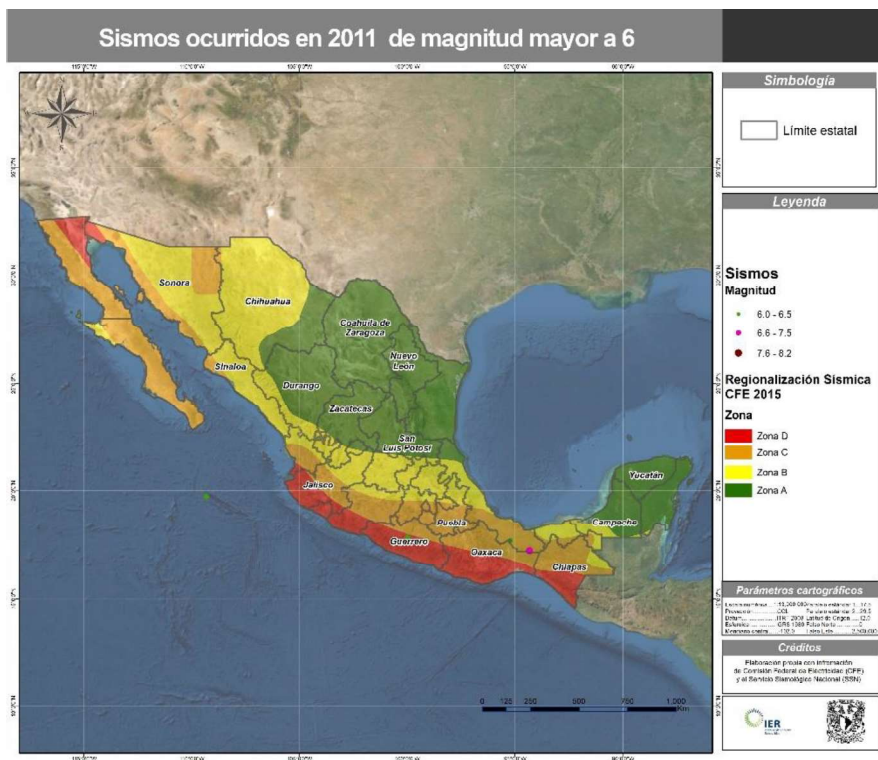 Sismos ocurridos en 2011 de magnitud mayor a 6
Simbología
Límite estatal
Leyenda
Sismos
Magnitud
6.0 - 6.5
6.6 - 7.5
7.6 - 8.2
Regionalización Sísmica
CFE 2015
Zona
Zona D
Zona C
Zona B
Zona A
Sonora
Chihuahua
Coahuila de
Zaragoza
Nuevo
León
Sinaloa
Durango
Zacatecas
San
Luis Potosí
Yucatán
Jalisco
Campeche
Puebla
Guerrero
Oaxaca
Chiapas
0 125 250 500 750 1,000
Km
Parámetros cartográficos
Créditos
Elaboración propia con información
de Comisión Federal de Electricidad (CFE)
y el Servicio Sismológico Nacional (SSN)
IER